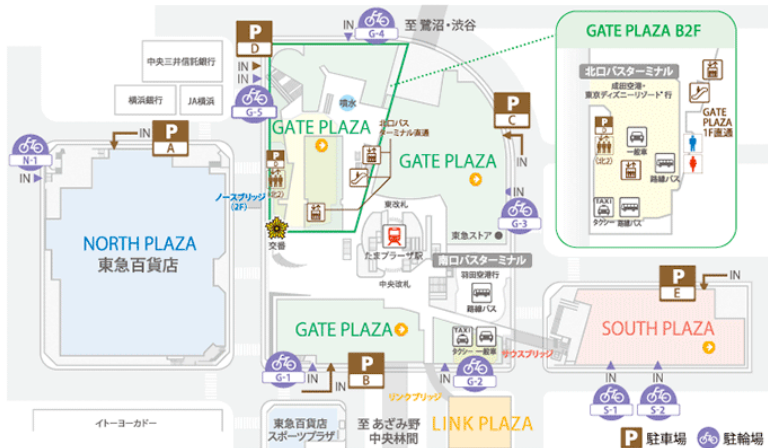 IN
G-4
至 鷺沼・渋谷
P
D
IN
IN
中央三井信託銀行
横浜銀行
JA横浜
G-5
噴水
GATE PLAZA
北口バス
ターミナル直通
P
C
IN
GATE PLAZA
N-1
IN
IN
P
A
NORTH PLAZA
東急百貨店
ノースブリッジ
(2F)
P
(北2)
交番
東改札
たまプラーザ駅
中央改札
東急ストア
IN
G-3
南口バスターミナル
羽田空港行
路線バス
GATE PLAZA
TAXI
タクシー
一般車
サウスブリッジ
G-1
IN
IN
P
B
IN
G-2
リンクブリッジ
イトーヨーカドー
東急百貨店
スポーツプラザ
至 あざみ野
中央林間
LINK PLAZA
GATE PLAZA B2F
北口バスターミナル
成田空港・
東京ディズニーリゾート行
GATE
PLAZA
1F直通
P
(北2)
一般車
路線バス
TAXI
タクシー
路線バス
P
E
IN
SOUTH PLAZA
IN
IN
S-1
S-2
P 駐車場
駐輪場